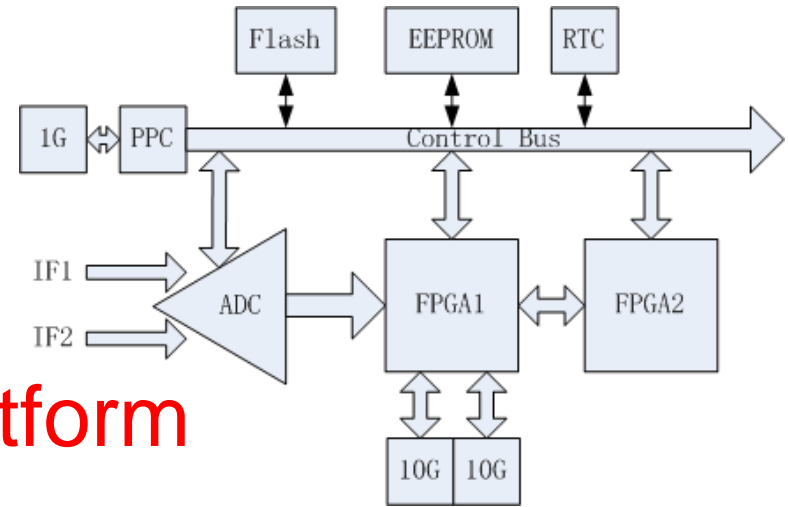 Flash EEPROM RTC
1G PPC Control Bus
IF1
ADC FPGA1 FPGA2
IF2
tform
10G 10G